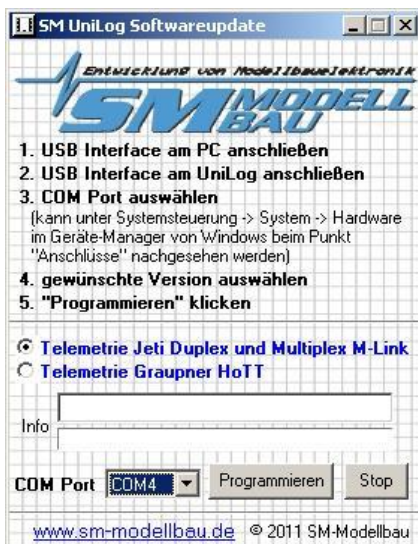 SM UniLog Softwareupdate
Entwicklung von Modellbauelektronik
SM MODELL
BAU
1. USB Interface am PC anschließen
2. USB Interface am UniLog anschließen
3. COM Port auswählen
(kann unter Systemsteuerung -> System -> Hardware
im Geräte-Manager von Windows beim Punkt
"Anschlüsse" nachgesehen werden)
4. gewünschte Version auswählen
5. "Programmieren" klicken
Telemetrie Jeti Duplex und Multiplex M-Link
Telemetrie Graupner HoTT
Info
COM Port COM4 Programmieren Stop
www.sm-modellbau.de © 2011 SM-Modellbau